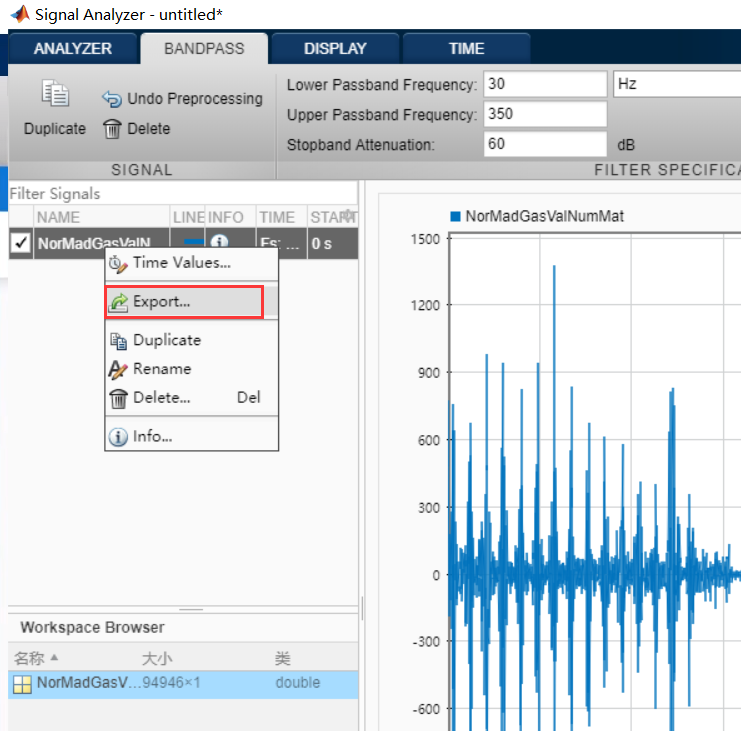 Signal Analyzer - untitled*
ANALYZER BANDPASS DISPLAY TIME
Duplicate
Undo Preprocessing
Delete
SIGNAL
Lower Passband Frequency: 30 Hz
Upper Passband Frequency: 350
Stopband Attenuation: 60 dB
FILTER SPECIFICA
Filter Signals
NAME LINE INFO TIME START
NorMadGasValN... Fs: ... 0 s
Time Values...
Export...
Duplicate
Rename
Delete... Del
Info...
NorMadGasValNumMat
1500
1200
900
600
300
0
-300
-600
Workspace Browser
名称 大小 类
NorMadGasV... 94946×1 double